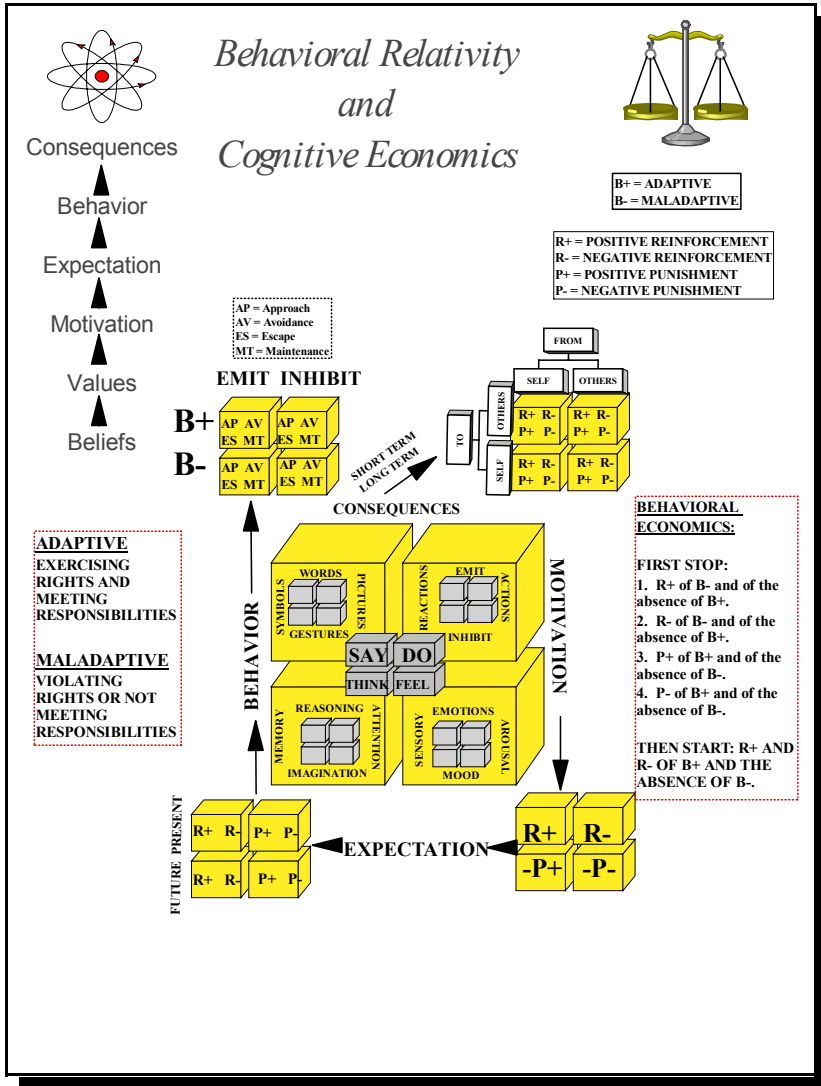 Behavioral Relativity
and
Cognitive Economics
Consequences
Behavior
Expectation
Motivation
Values
Beliefs
B+ = ADAPTIVE
B- = MALADAPTIVE
R+ = POSITIVE REINFORCEMENT
R- = NEGATIVE REINFORCEMENT
P+ = POSITIVE PUNISHMENT
P- = NEGATIVE PUNISHMENT
AP = Approach
AV = Avoidance
ES = Escape
MT = Maintenance
EMIT INHIBIT
B+
AP AV
ES MT
AP AV
ES MT
B-
AP AV
ES MT
AP AV
ES MT
FROM
SELF
OTHERS
TO
OTHERS
SELF
R+ R-
P+ P-
R+ R-
P+ P-
R+ R-
P+ P-
R+ R-
P+ P-
SHORT TERM
LONG TERM
CONSEQUENCES
ADAPTIVE
EXERCISING
RIGHTS AND
MEETING
RESPONSIBILITIES
MALADAPTIVE
VIOLATING
RIGHTS OR NOT
MEETING
RESPONSIBILITIES
BEHAVIOR
SYMBOLS
WORDS
PICTURES
GESTURES
REACTIONS
EMIT
ACTIONS
INHIBIT
SAY
DO
THINK
FEEL
MEMORY
REASONING
ATTENTION
IMAGINATION
SENSORY
EMOTIONS
AROUSAL
MOOD
MOTIVATION
BEHAVIORAL
ECONOMICS:
FIRST STOP:
1. R+ of B- and of the
absence of B+.
2. R- of B- and of the
absence of B+.
3. P+ of B+ and of the
absence of B-.
4. P- of B+ and of the
absence of B-.
THEN START: R+ AND
R- OF B+ AND THE
ABSENCE OF B-.
FUTURE PRESENT
R+ R-
P+ P-
R+ R-
P+ P-
EXPECTATION
R+
R-
-P+
-P-